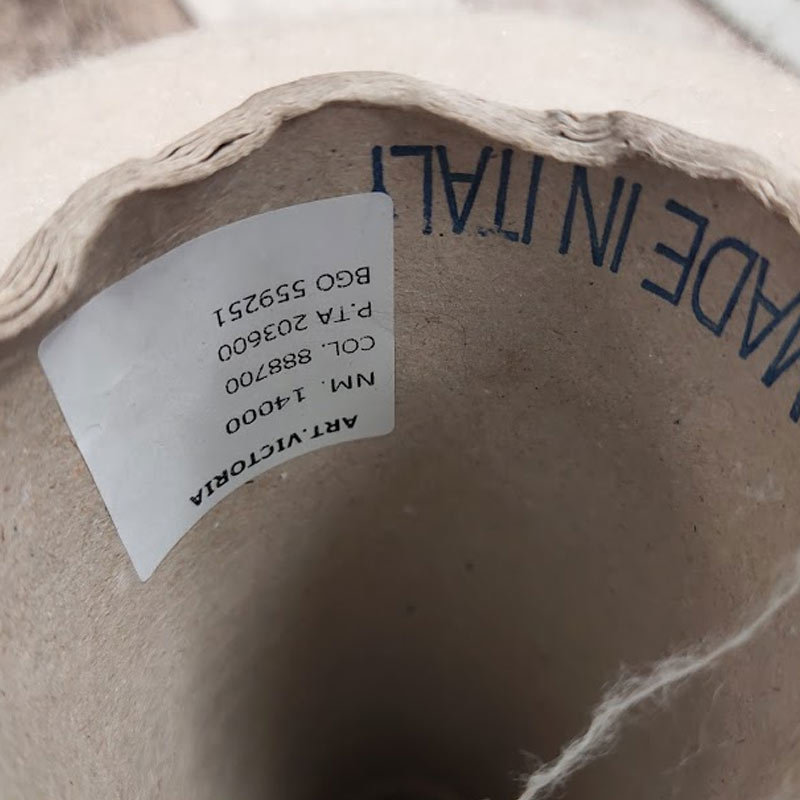 ART.VICTORIA
NM. 14000
COL. 888700
P.TA 203600
BGO 559251
MADE IN ITALY